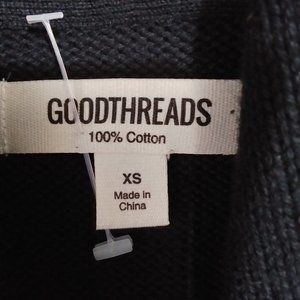 GOODTHREADS
100% Cotton
XS
Made in
China